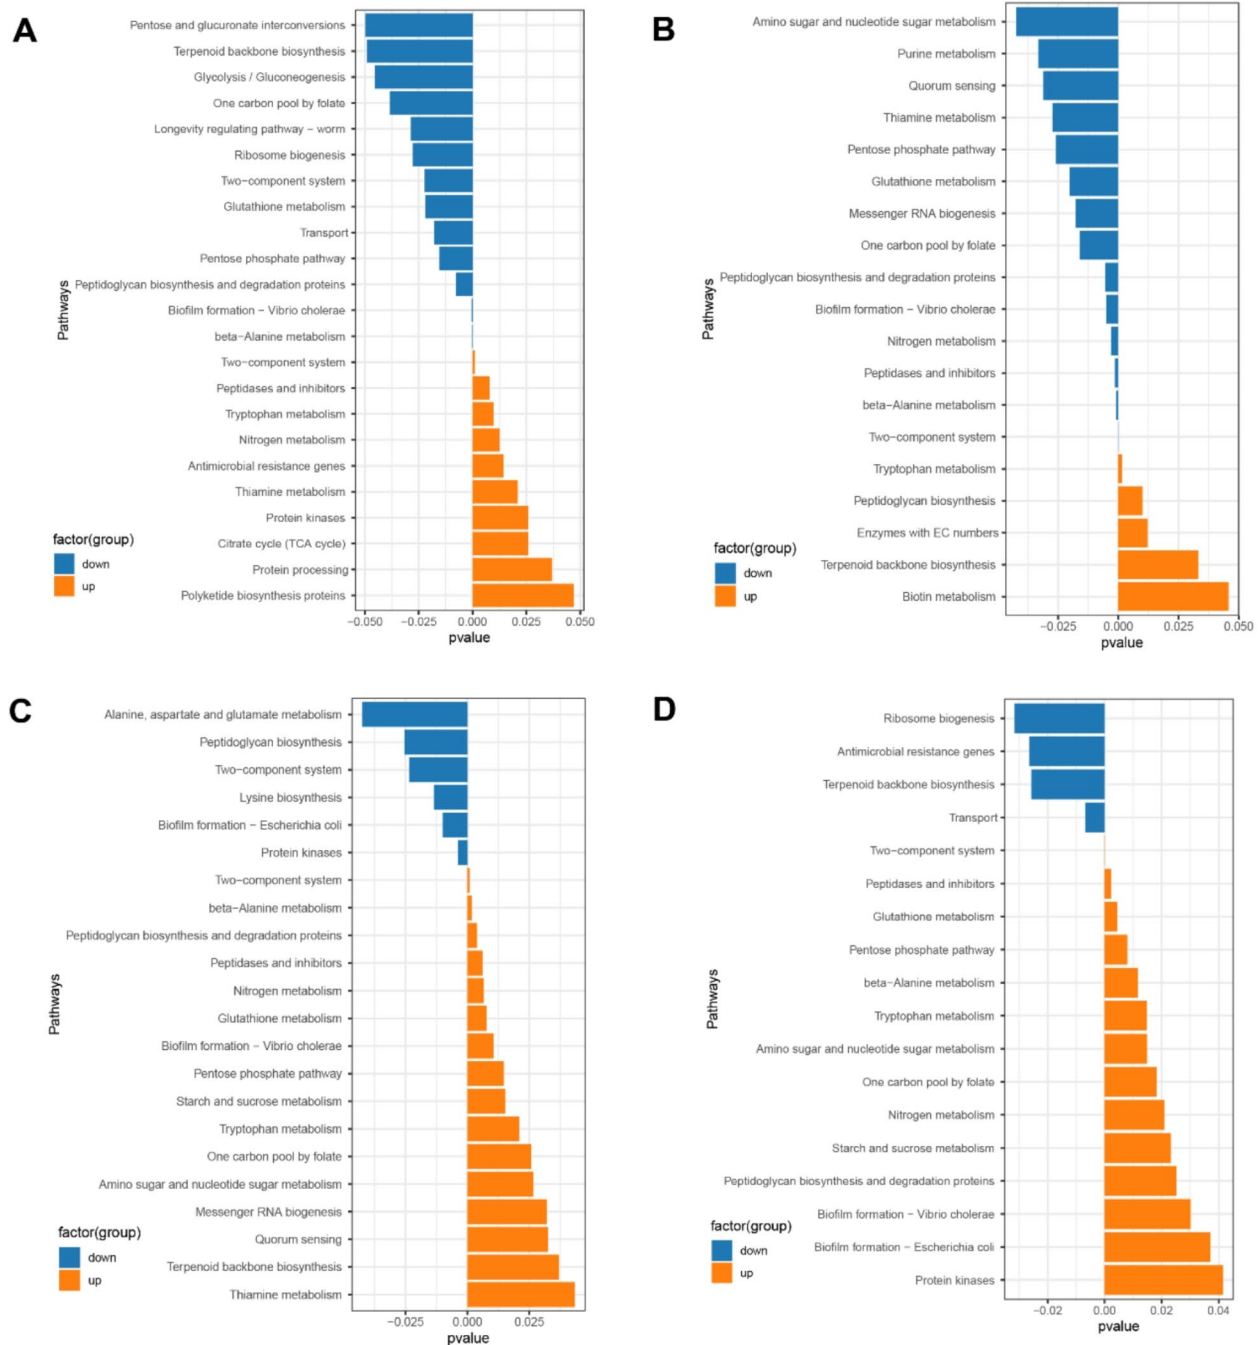 A
Pentose and glucuronate interconversions
Terpenoid backbone biosynthesis
Glycolysis / Gluconeogenesis
One carbon pool by folate
Longevity regulating pathway − worm
Ribosome biogenesis
Two−component system
Glutathione metabolism
Transport
Pentose phosphate pathway
Peptidoglycan biosynthesis and degradation proteins
Biofilm formation − Vibrio cholerae
beta−Alanine metabolism
Two−component system
Peptidases and inhibitors
Tryptophan metabolism
Nitrogen metabolism
Antimicrobial resistance genes
Thiamine metabolism
Protein kinases
Citrate cycle (TCA cycle)
Protein processing
Polyketide biosynthesis proteins
Pathways
factor(group)
down
up
−0.050 −0.025 0.000 0.025 0.050
pvalue
B
Amino sugar and nucleotide sugar metabolism
Purine metabolism
Quorum sensing
Thiamine metabolism
Pentose phosphate pathway
Glutathione metabolism
Messenger RNA biogenesis
One carbon pool by folate
Peptidoglycan biosynthesis and degradation proteins
Biofilm formation − Vibrio cholerae
Nitrogen metabolism
Peptidases and inhibitors
beta−Alanine metabolism
Two−component system
Tryptophan metabolism
Peptidoglycan biosynthesis
Enzymes with EC numbers
Terpenoid backbone biosynthesis
Biotin metabolism
Pathways
factor(group)
down
up
−0.025 0.000 0.025 0.050
pvalue
C
Alanine, aspartate and glutamate metabolism
Peptidoglycan biosynthesis
Two−component system
Lysine biosynthesis
Biofilm formation − Escherichia coli
Protein kinases
Two−component system
beta−Alanine metabolism
Peptidoglycan biosynthesis and degradation proteins
Peptidases and inhibitors
Nitrogen metabolism
Glutathione metabolism
Biofilm formation − Vibrio cholerae
Pentose phosphate pathway
Starch and sucrose metabolism
Tryptophan metabolism
One carbon pool by folate
Amino sugar and nucleotide sugar metabolism
Messenger RNA biogenesis
Quorum sensing
Terpenoid backbone biosynthesis
Thiamine metabolism
Pathways
factor(group)
down
up
−0.025 0.000 0.025
pvalue
D
Ribosome biogenesis
Antimicrobial resistance genes
Terpenoid backbone biosynthesis
Transport
Two−component system
Peptidases and inhibitors
Glutathione metabolism
Pentose phosphate pathway
beta−Alanine metabolism
Tryptophan metabolism
Amino sugar and nucleotide sugar metabolism
One carbon pool by folate
Nitrogen metabolism
Starch and sucrose metabolism
Peptidoglycan biosynthesis and degradation proteins
Biofilm formation − Vibrio cholerae
Biofilm formation − Escherichia coli
Protein kinases
Pathways
factor(group)
down
up
−0.02 0.00 0.02 0.04
pvalue